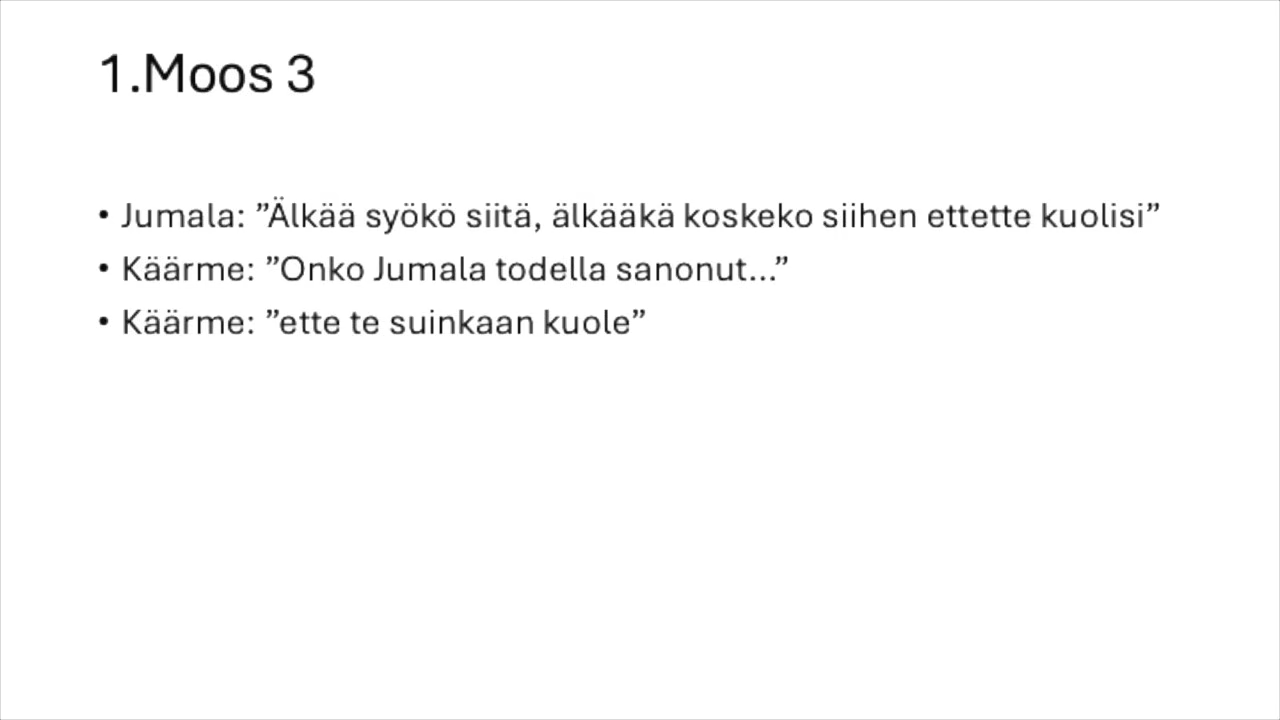 1.Moos 3
• Jumala: ”Älkää syökö siitä, älkääkä koskeko siihen ettette kuolisi”
• Käärme: ”Onko Jumala todella sanonut…”
• Käärme: ”ette te suinkaan kuole”